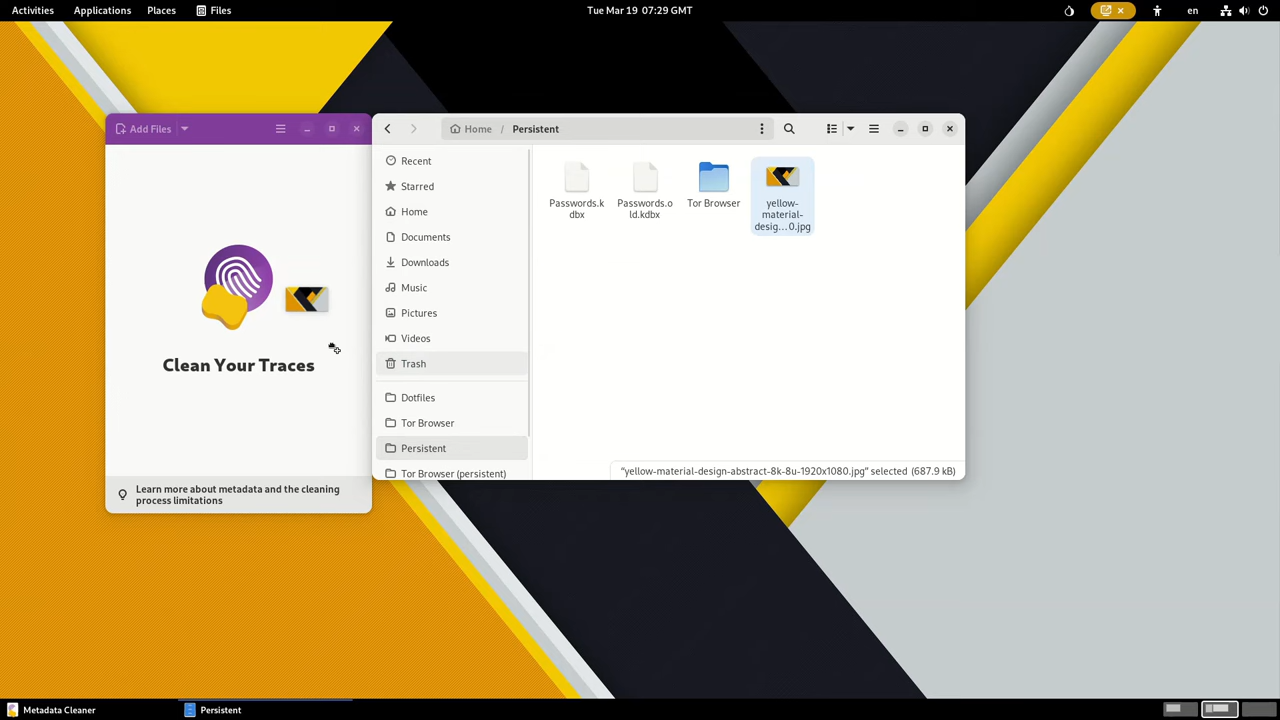 Activities Applications Places Files Tue Mar 19 07:29 GMT en
Add Files
Clean Your Traces
Learn more about metadata and the cleaning
process limitations
Home / Persistent
Recent
Starred
Home
Documents
Downloads
Music
Pictures
Videos
Trash
Dotfiles
Tor Browser
Persistent
Tor Browser (persistent)
Passwords.k
dbx
Passwords.o
ld.kdbx
Tor Browser
yellow-
material-
desig…0.jpg
“yellow-material-design-abstract-8k-8u-1920x1080.jpg” selected (687.9 kB)
Metadata Cleaner Persistent